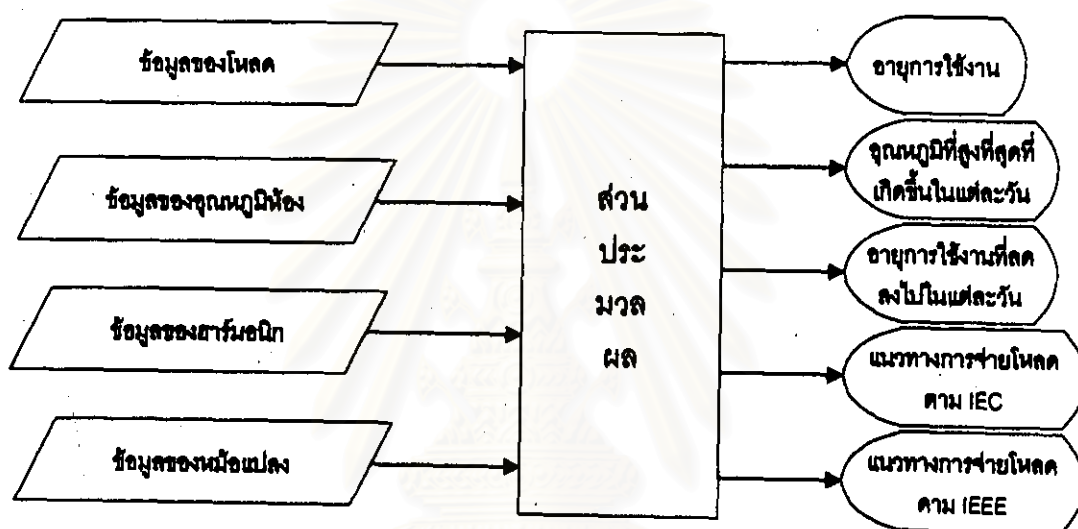 ข้อมูลของโหลด
ข้อมูลของอุณหภูมิห้อง
ข้อมูลของฮาร์มอนิก
ข้อมูลของหม้อแปลง
ส่วน
ประ
มวล
ผล
อายุการใช้งาน
อุณหภูมิที่สูงที่สุดที่
เกิดขึ้นในแต่ละวัน
อายุการใช้งานที่ลด
ลงไปในแต่ละวัน
แนวทางการจ่ายโหลด
ตาม IEC
แนวทางการจ่ายโหลด
ตาม IEEE